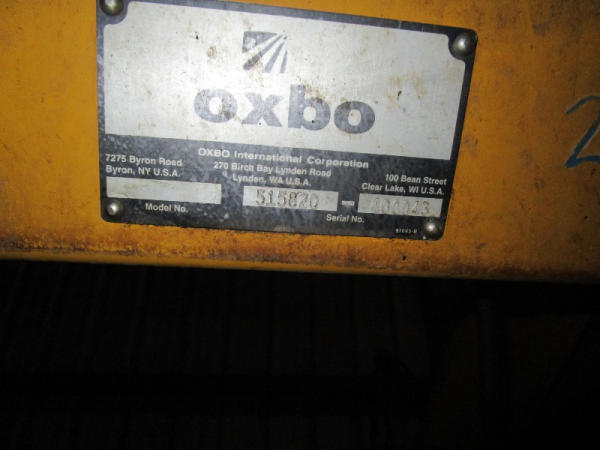 oxbo
OXBO International Corporation
7275 Byron Road
Byron, NY U.S.A.
270 Birch Bay Lynden Road
Lynden, WA U.S.A.
100 Bean Street
Clear Lake, WI U.S.A.
515820 -
Model No.
Serial No.
2